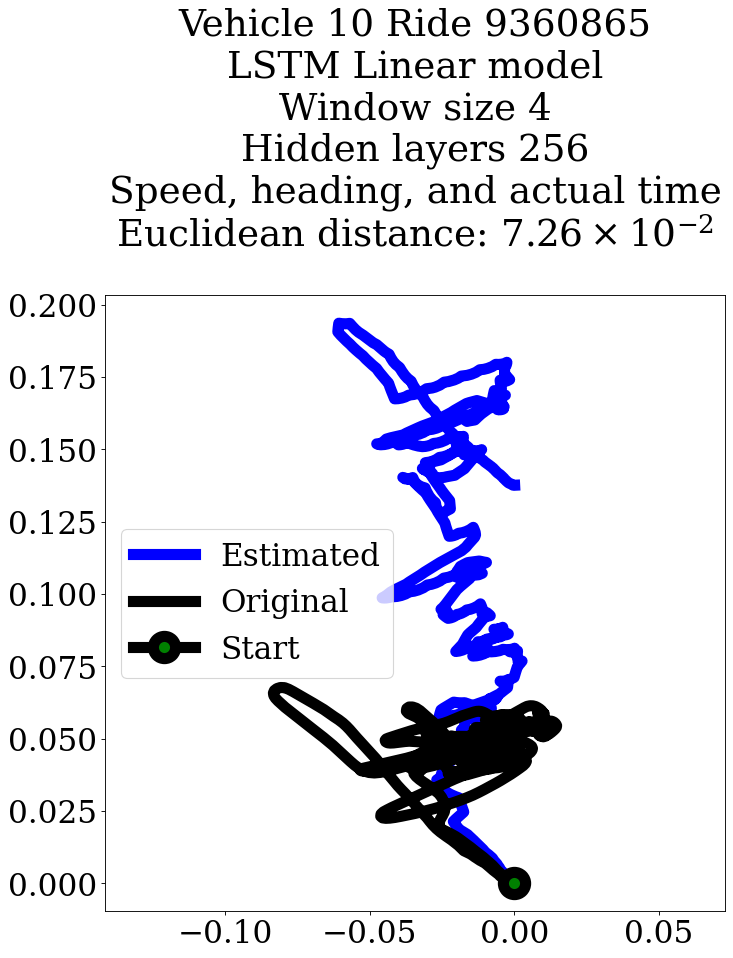 Vehicle 10 Ride 9360865
LSTM Linear model
Window size 4
Hidden layers 256
Speed, heading, and actual time
Euclidean distance: 7.26 × 10⁻²
0.200
0.175
0.150
0.125
0.100
0.075
0.050
0.025
0.000
Estimated
Original
Start
−0.10
−0.05
0.00
0.05